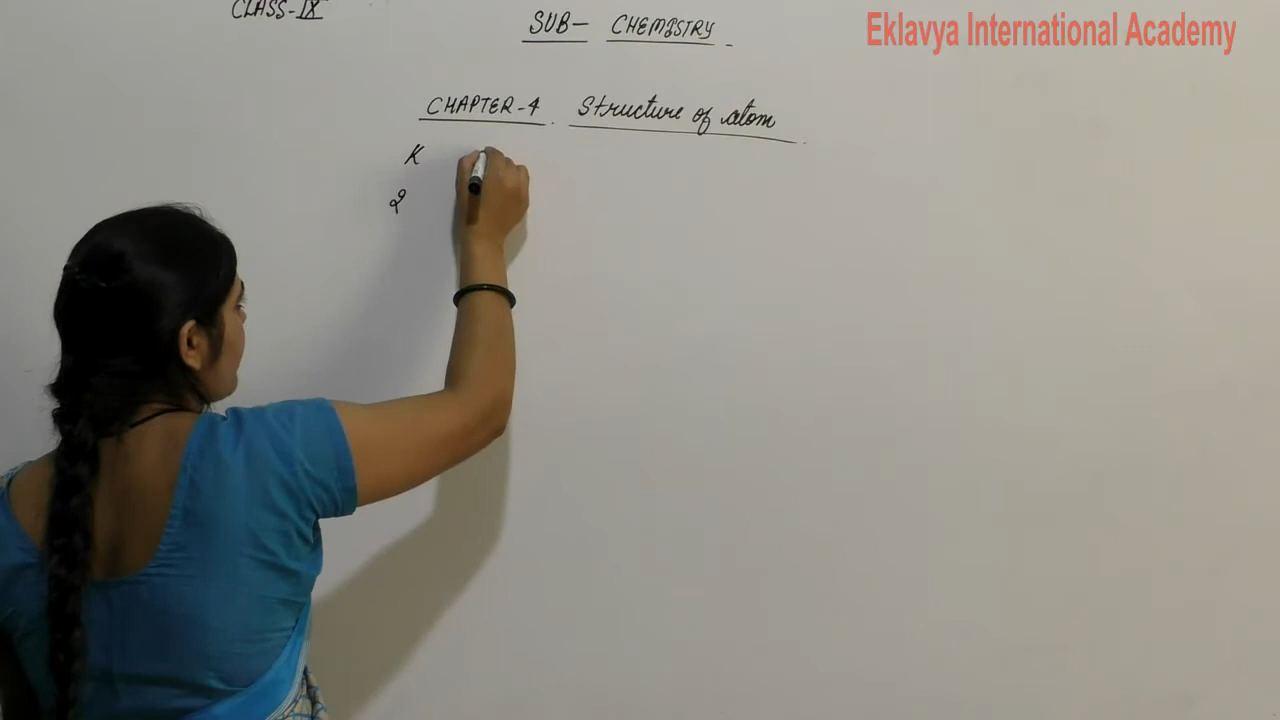 CLASS-IX
SUB- CHEMISTRY
Eklavya International Academy
CHAPTER-4. Structure of atom
K
2